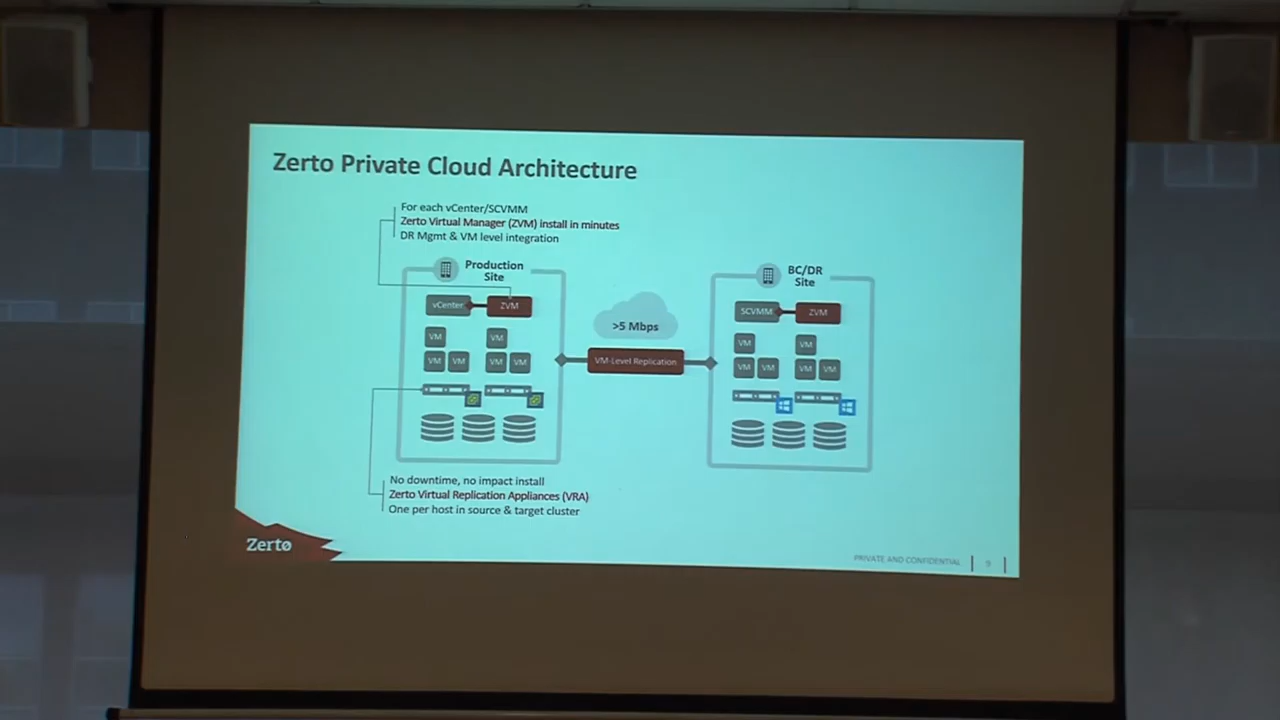 Zerto Private Cloud Architecture
For each vCenter/SCVMM
Zerto Virtual Manager (ZVM) install in minutes
DR Mgmt & VM level integration
Production
Site
BC/DR
Site
vCenter
ZVM
>5 Mbps
SCVMM
ZVM
VM
VM
VM
VM
VM VM
VM VM
VM-Level Replication
VM VM
VM VM
No downtime, no impact install
Zerto Virtual Replication Appliances (VRA)
One per host in source & target cluster
Zerto
PRIVATE AND CONFIDENTIAL
9